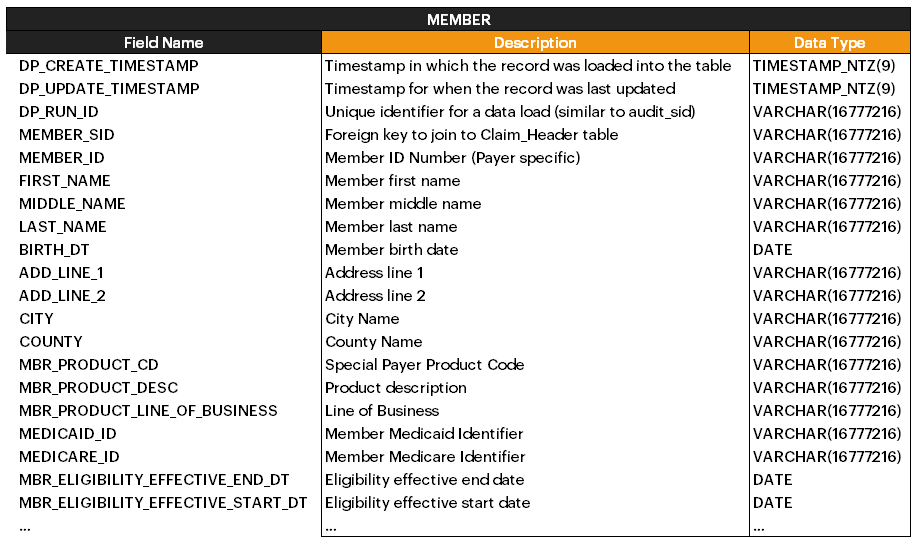 MEMBER
Field Name Description Data Type
DP_CREATE_TIMESTAMP Timestamp in which the record was loaded into the table TIMESTAMP_NTZ(9)
DP_UPDATE_TIMESTAMP Timestamp for when the record was last updated TIMESTAMP_NTZ(9)
DP_RUN_ID Unique identifier for a data load (similar to audit_sid) VARCHAR(16777216)
MEMBER_SID Foreign key to join to Claim_Header table VARCHAR(16777216)
MEMBER_ID Member ID Number (Payer specific) VARCHAR(16777216)
FIRST_NAME Member first name VARCHAR(16777216)
MIDDLE_NAME Member middle name VARCHAR(16777216)
LAST_NAME Member last name VARCHAR(16777216)
BIRTH_DT Member birth date DATE
ADD_LINE_1 Address line 1 VARCHAR(16777216)
ADD_LINE_2 Address line 2 VARCHAR(16777216)
CITY City Name VARCHAR(16777216)
COUNTY County Name VARCHAR(16777216)
MBR_PRODUCT_CD Special Payer Product Code VARCHAR(16777216)
MBR_PRODUCT_DESC Product description VARCHAR(16777216)
MBR_PRODUCT_LINE_OF_BUSINESS Line of Business VARCHAR(16777216)
MEDICAID_ID Member Medicaid Identifier VARCHAR(16777216)
MEDICARE_ID Member Medicare Identifier VARCHAR(16777216)
MBR_ELIGIBILITY_EFFECTIVE_END_DT Eligibility effective end date DATE
MBR_ELIGIBILITY_EFFECTIVE_START_DT Eligibility effective start date DATE
... ... ...